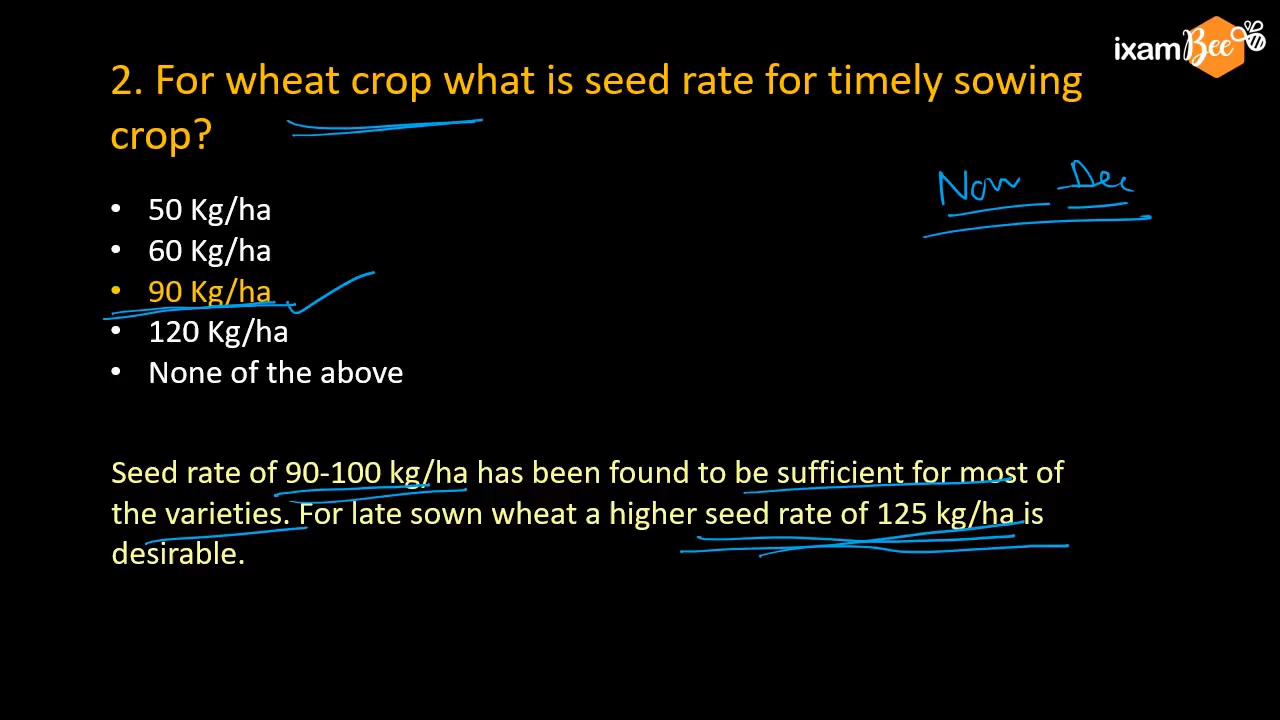 ixamBee
2. For wheat crop what is seed rate for timely sowing
crop?
Nov Dec
• 50 Kg/ha
• 60 Kg/ha
• 90 Kg/ha
• 120 Kg/ha
• None of the above
Seed rate of 90-100 kg/ha has been found to be sufficient for most of
the varieties. For late sown wheat a higher seed rate of 125 kg/ha is
desirable.